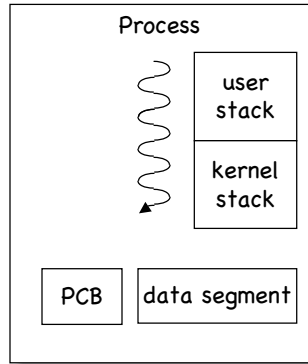 Process
user
stack
kernel
stack
PCB
data segment